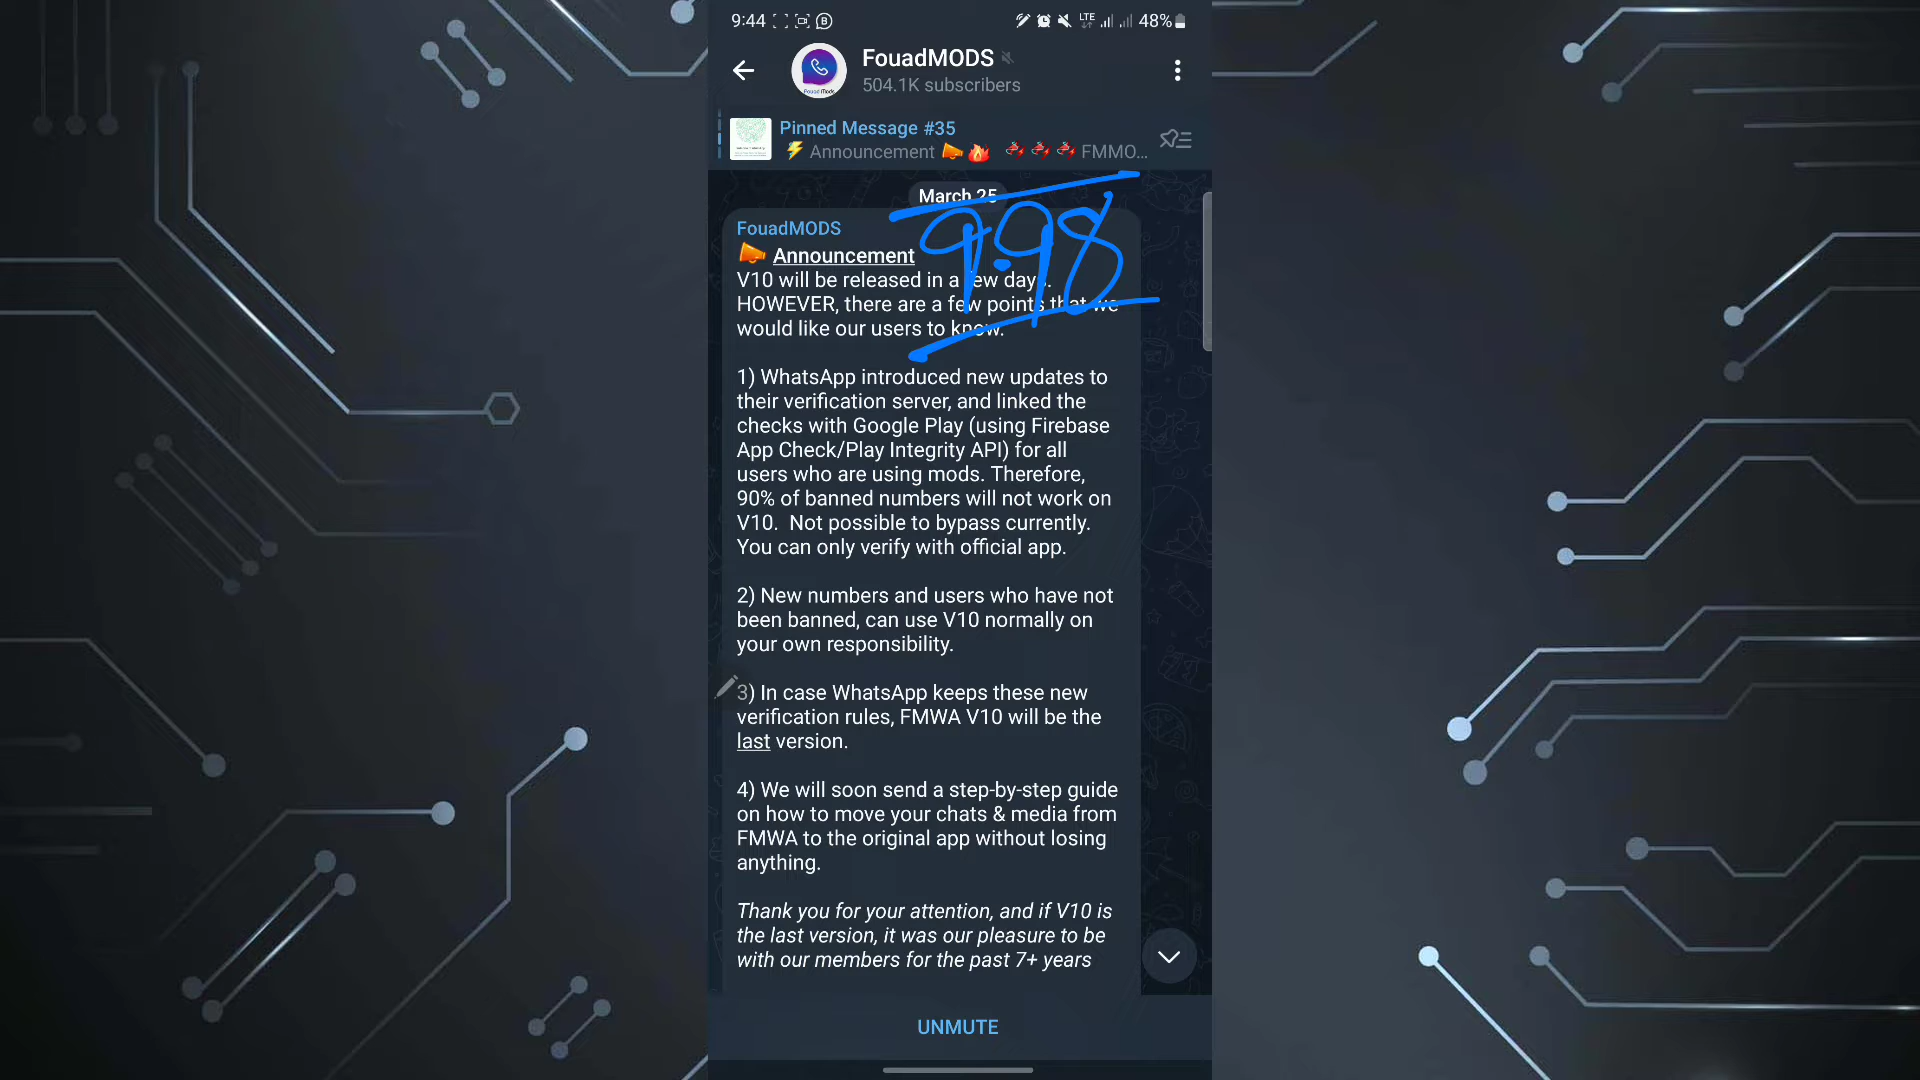 9:44 LTE 48%
FouadMODS
504.1K subscribers
Pinned Message #35
⚡ Announcement 📣🔥 FMMO...
March 25
9.98
FouadMODS
📣 Announcement
V10 will be released in a few days.
HOWEVER, there are a few points that we
would like our users to know.
1) WhatsApp introduced new updates to
their verification server, and linked the
checks with Google Play (using Firebase
App Check/Play Integrity API) for all
users who are using mods. Therefore,
90% of banned numbers will not work on
V10.  Not possible to bypass currently.
You can only verify with official app.
2) New numbers and users who have not
been banned, can use V10 normally on
your own responsibility.
3) In case WhatsApp keeps these new
verification rules, FMWA V10 will be the
last version.
4) We will soon send a step-by-step guide
on how to move your chats & media from
FMWA to the original app without losing
anything.
Thank you for your attention, and if V10 is
the last version, it was our pleasure to be
with our members for the past 7+ years
UNMUTE